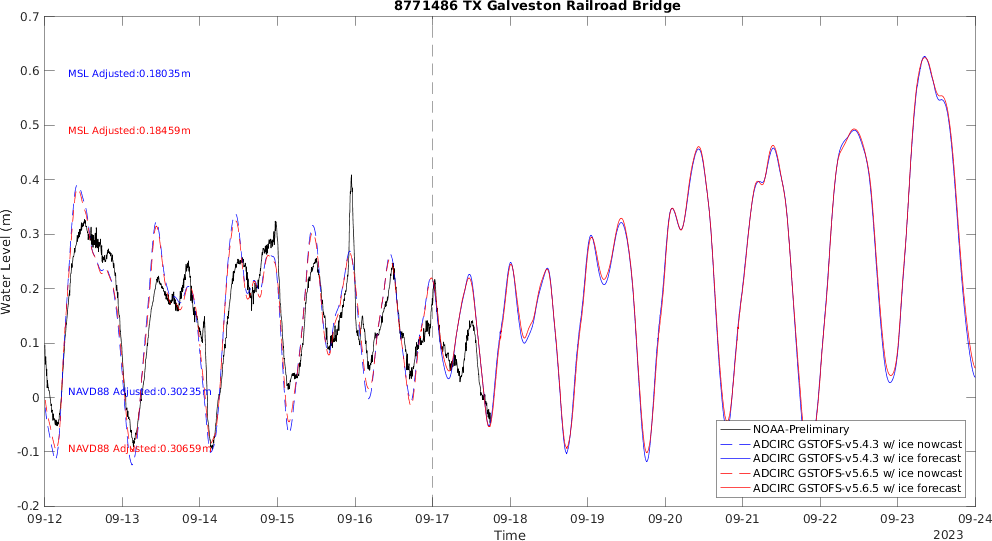 8771486 TX Galveston Railroad Bridge
0.7
0.6
0.5
0.4
0.3
0.2
0.1
0
-0.1
-0.2
Water Level (m)
MSL Adjusted:0.18035m
MSL Adjusted:0.18459m
NAVD88 Adjusted:0.30235m
NAVD88 Adjusted:0.30659m
NOAA-Preliminary
ADCIRC GSTOFS-v5.4.3 w/ ice nowcast
ADCIRC GSTOFS-v5.4.3 w/ ice forecast
ADCIRC GSTOFS-v5.6.5 w/ ice nowcast
ADCIRC GSTOFS-v5.6.5 w/ ice forecast
09-12 09-13 09-14 09-15 09-16 09-17 09-18 09-19 09-20 09-21 09-22 09-23 09-24
Time
2023